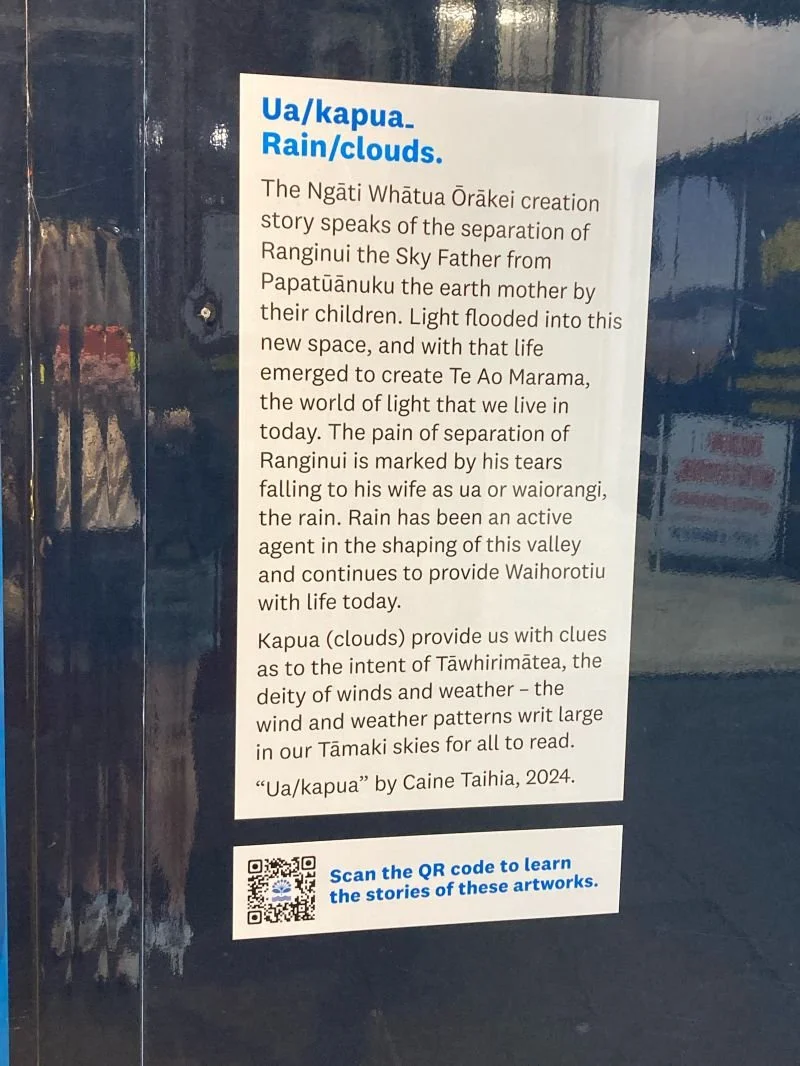 Ua/kapua_
Rain/clouds.
The Ngāti Whātua Ōrākei creation
story speaks of the separation of
Ranginui the Sky Father from
Papatūānuku the earth mother by
their children. Light flooded into this
new space, and with that life
emerged to create Te Ao Marama,
the world of light that we live in
today. The pain of separation of
Ranginui is marked by his tears
falling to his wife as ua or waiorangi,
the rain. Rain has been an active
agent in the shaping of this valley
and continues to provide Waihorotiu
with life today.
Kapua (clouds) provide us with clues
as to the intent of Tāwhirimātea, the
deity of winds and weather – the
wind and weather patterns writ large
in our Tāmaki skies for all to read.
“Ua/kapua” by Caine Taihia, 2024.
Scan the QR code to learn
the stories of these artworks.